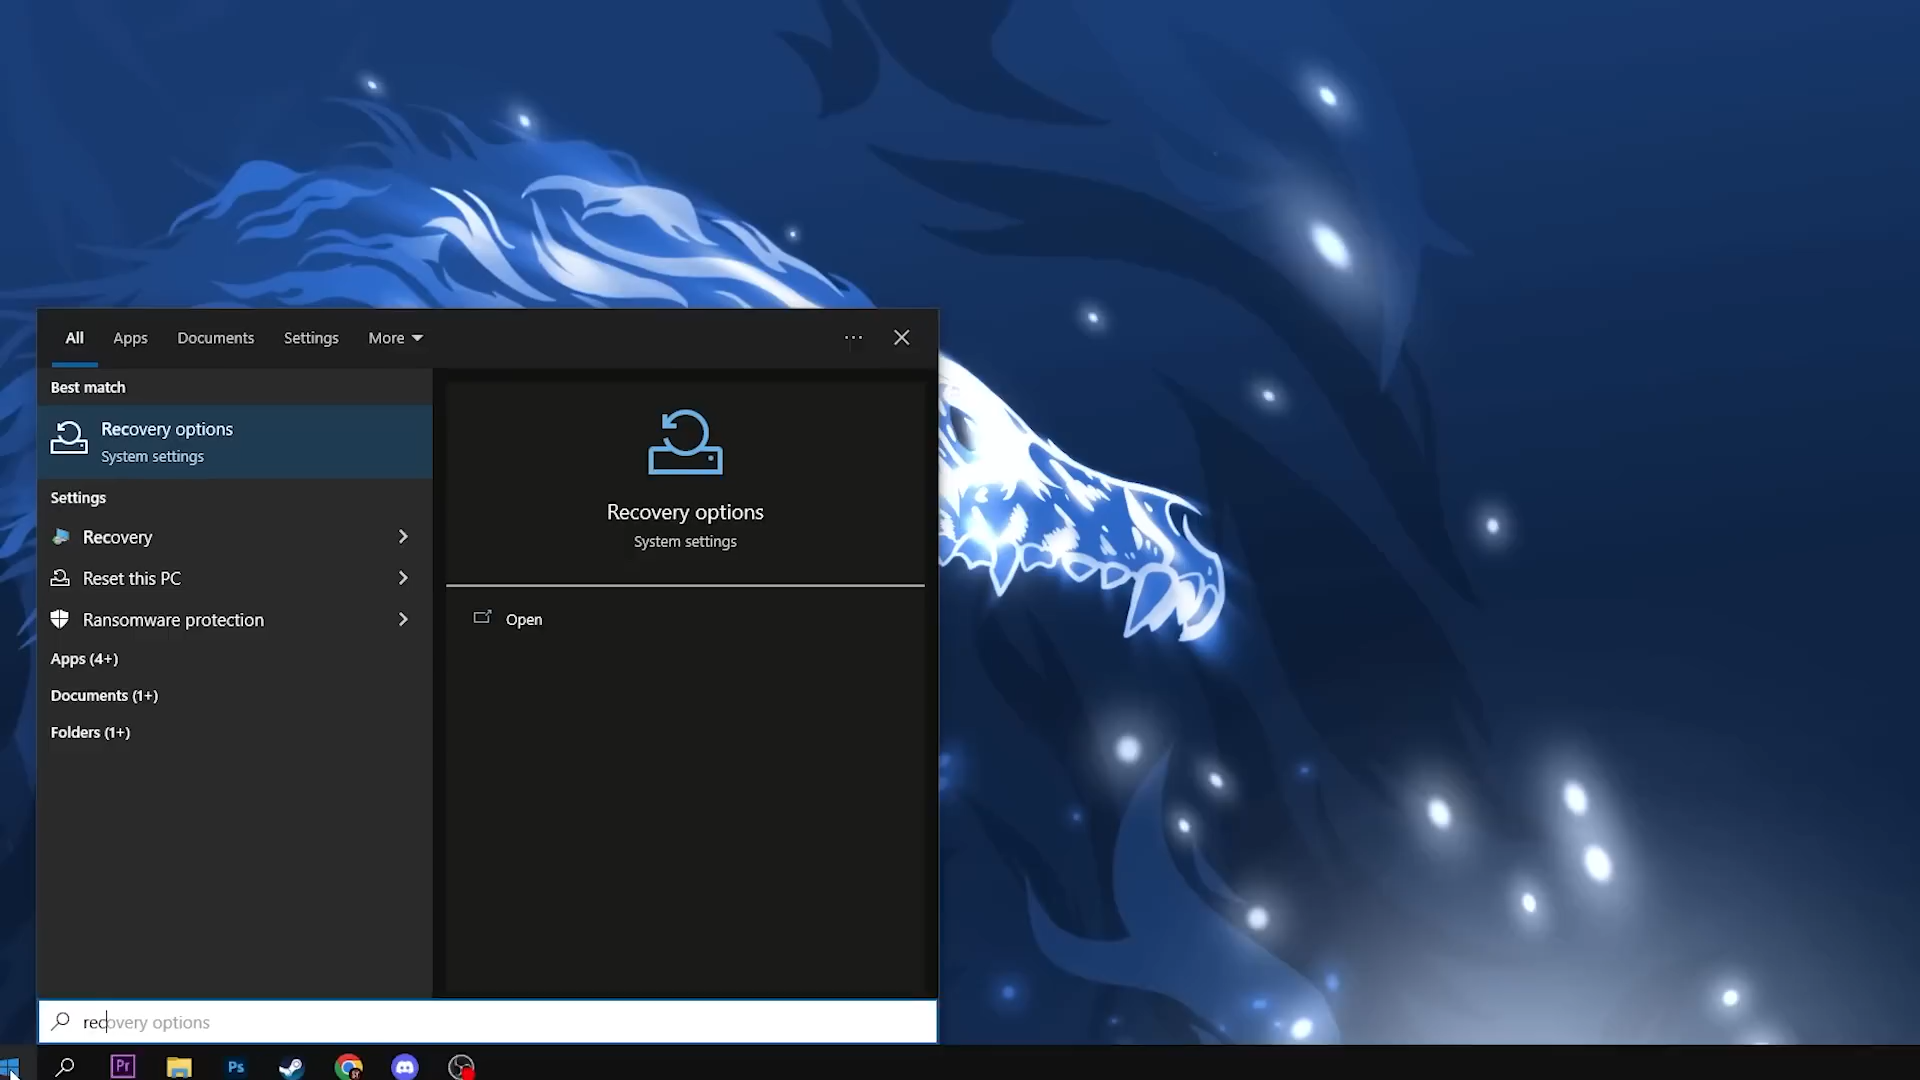 All Apps Documents Settings More ···
Best match
Recovery options
System settings
Settings
Recovery
Reset this PC
Ransomware protection
Apps (4+)
Documents (1+)
Folders (1+)
Recovery options
System settings
Open
recovery options
Pr Ps